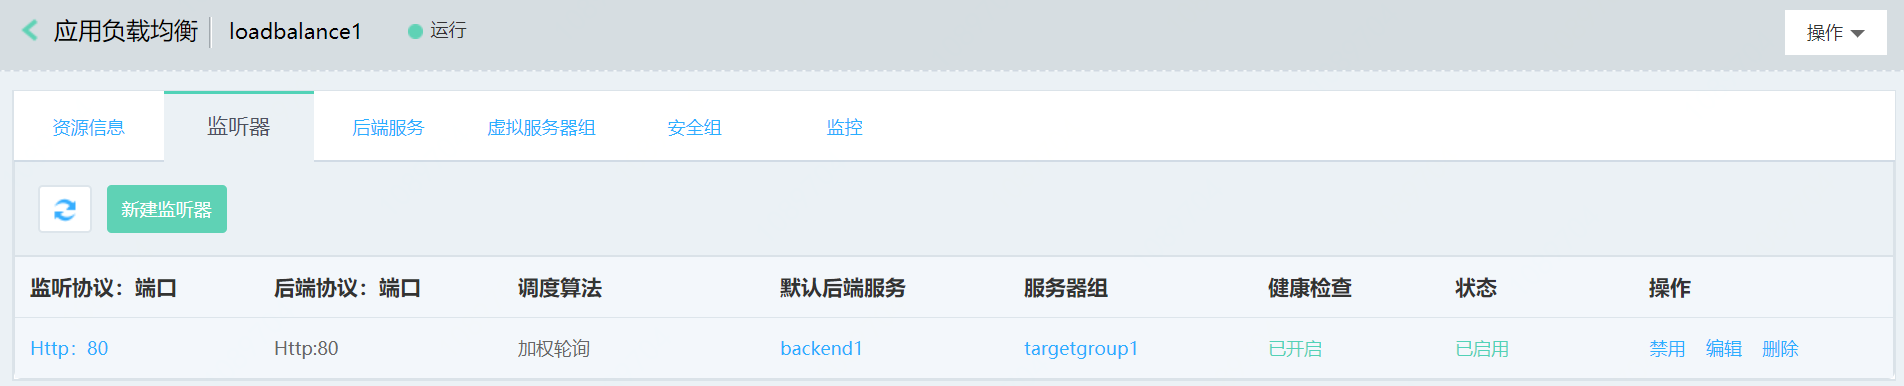 应用负载均衡 loadbalance1 运行 操作
资源信息 监听器 后端服务 虚拟服务器组 安全组 监控
新建监听器
监听协议：端口 后端协议：端口 调度算法 默认后端服务 服务器组 健康检查 状态 操作
Http：80 Http:80 加权轮询 backend1 targetgroup1 已开启 已启用 禁用 编辑 删除